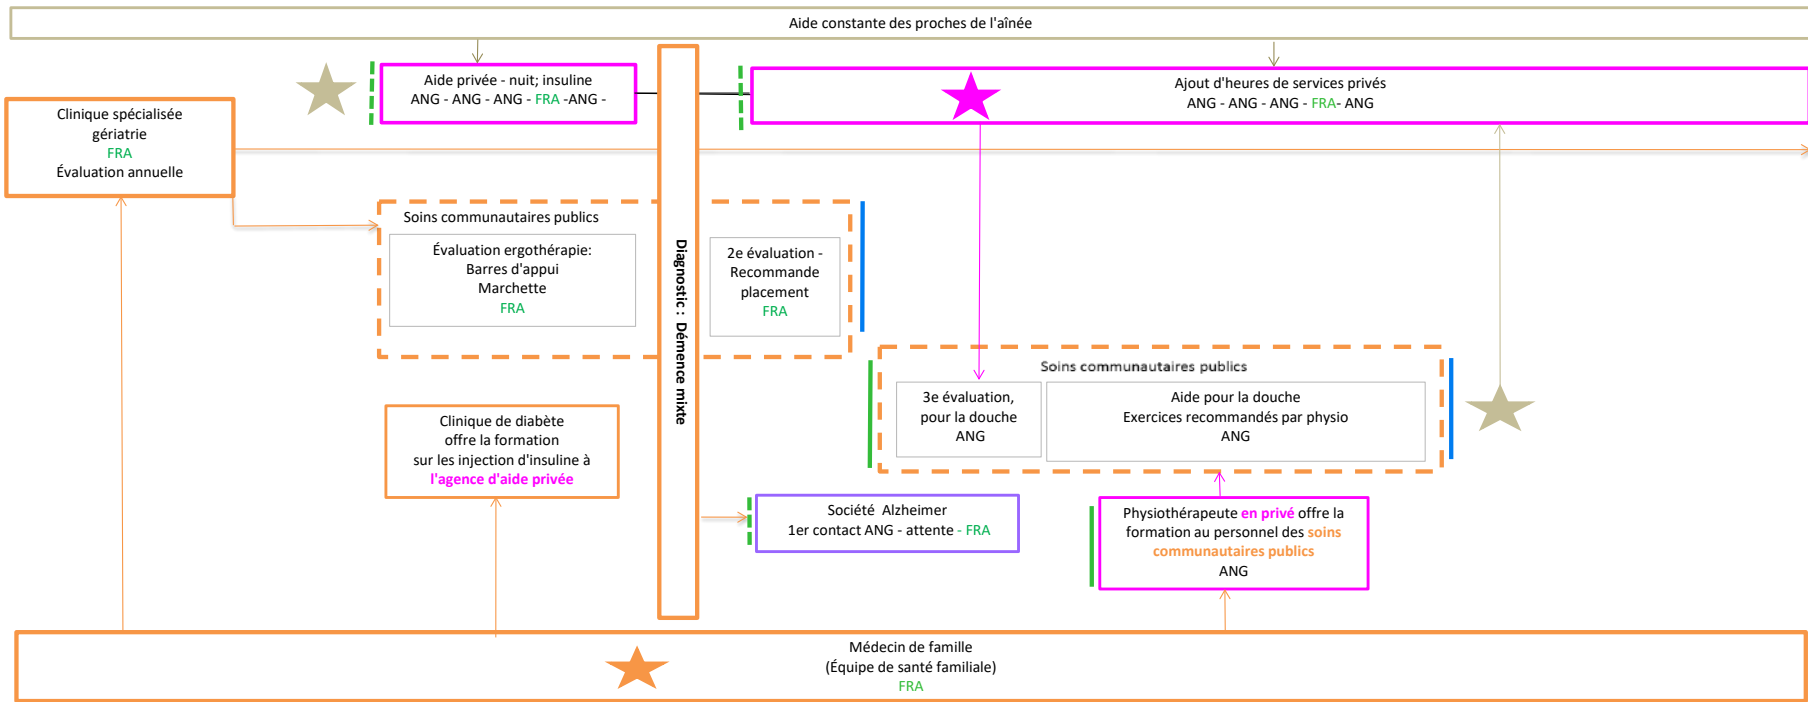 Aide constante des proches de l'aînée
Aide privée - nuit; insuline
ANG - ANG - ANG - FRA -ANG -
Ajout d'heures de services privés
ANG - ANG - ANG - FRA- ANG
Clinique spécialisée
gériatrie
FRA
Évaluation annuelle
Soins communautaires publics
Évaluation ergothérapie:
Barres d'appui
Marchette
FRA
Diagnostic : Démence mixte
2e évaluation -
Recommande
placement
FRA
Soins communautaires publics
3e évaluation,
pour la douche
ANG
Aide pour la douche
Exercices recommandés par physio
ANG
Clinique de diabète
offre la formation
sur les injection d'insuline à
l'agence d'aide privée
Société Alzheimer
1er contact ANG - attente - FRA
Physiothérapeute en privé offre la
formation au personnel des soins
communautaires publics
ANG
Médecin de famille
(Équipe de santé familiale)
FRA